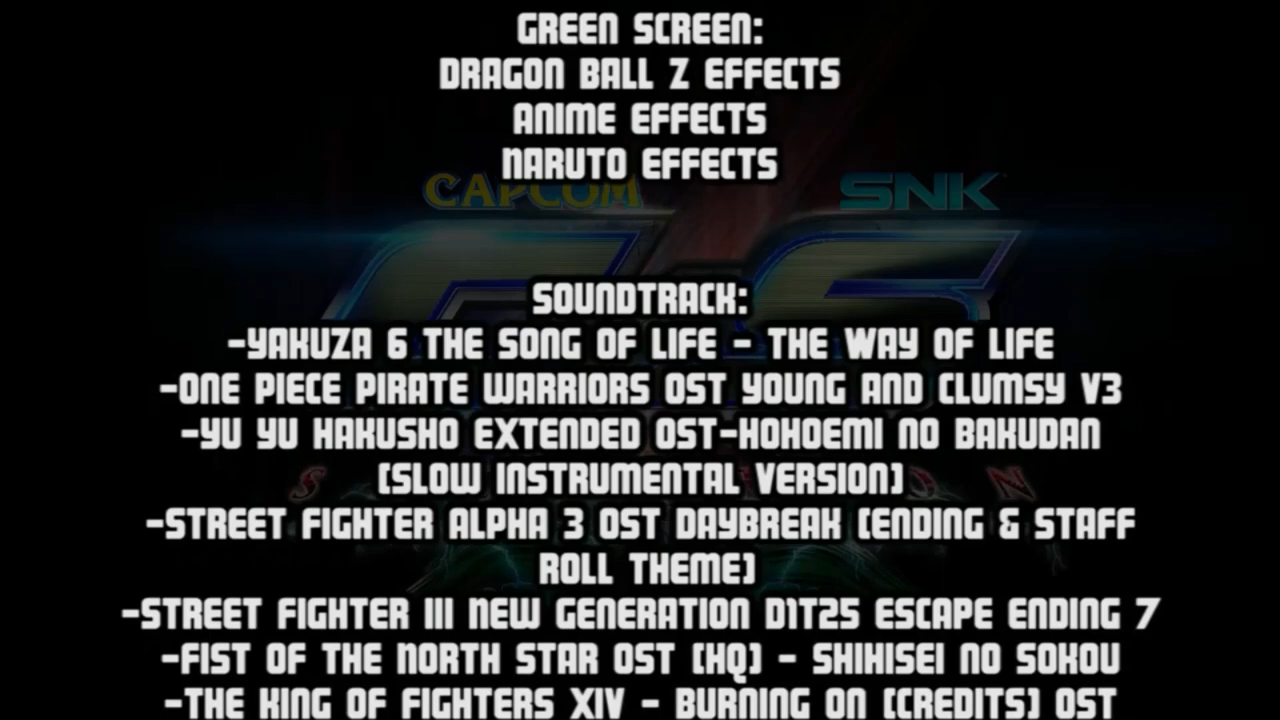 GREEN SCREEN:
DRAGON BALL Z EFFECTS
ANIME EFFECTS
NARUTO EFFECTS
CAPCOM SNK
SOUNDTRACK:
-YAKUZA 6 THE SONG OF LIFE - THE WAY OF LIFE
-ONE PIECE PIRATE WARRIORS OST YOUNG AND CLUMSY V3
-YU YU HAKUSHO EXTENDED OST-HOHOEMI NO BAKUDAN
[SLOW INSTRUMENTAL VERSION]
-STREET FIGHTER ALPHA 3 OST DAYBREAK [ENDING & STAFF
ROLL THEME]
-STREET FIGHTER III NEW GENERATION D1T25 ESCAPE ENDING 7
-FIST OF THE NORTH STAR OST [HQ] - SHIHISEI NO SOKOU
-THE KING OF FIGHTERS XIV - BURNING ON [CREDITS] OST